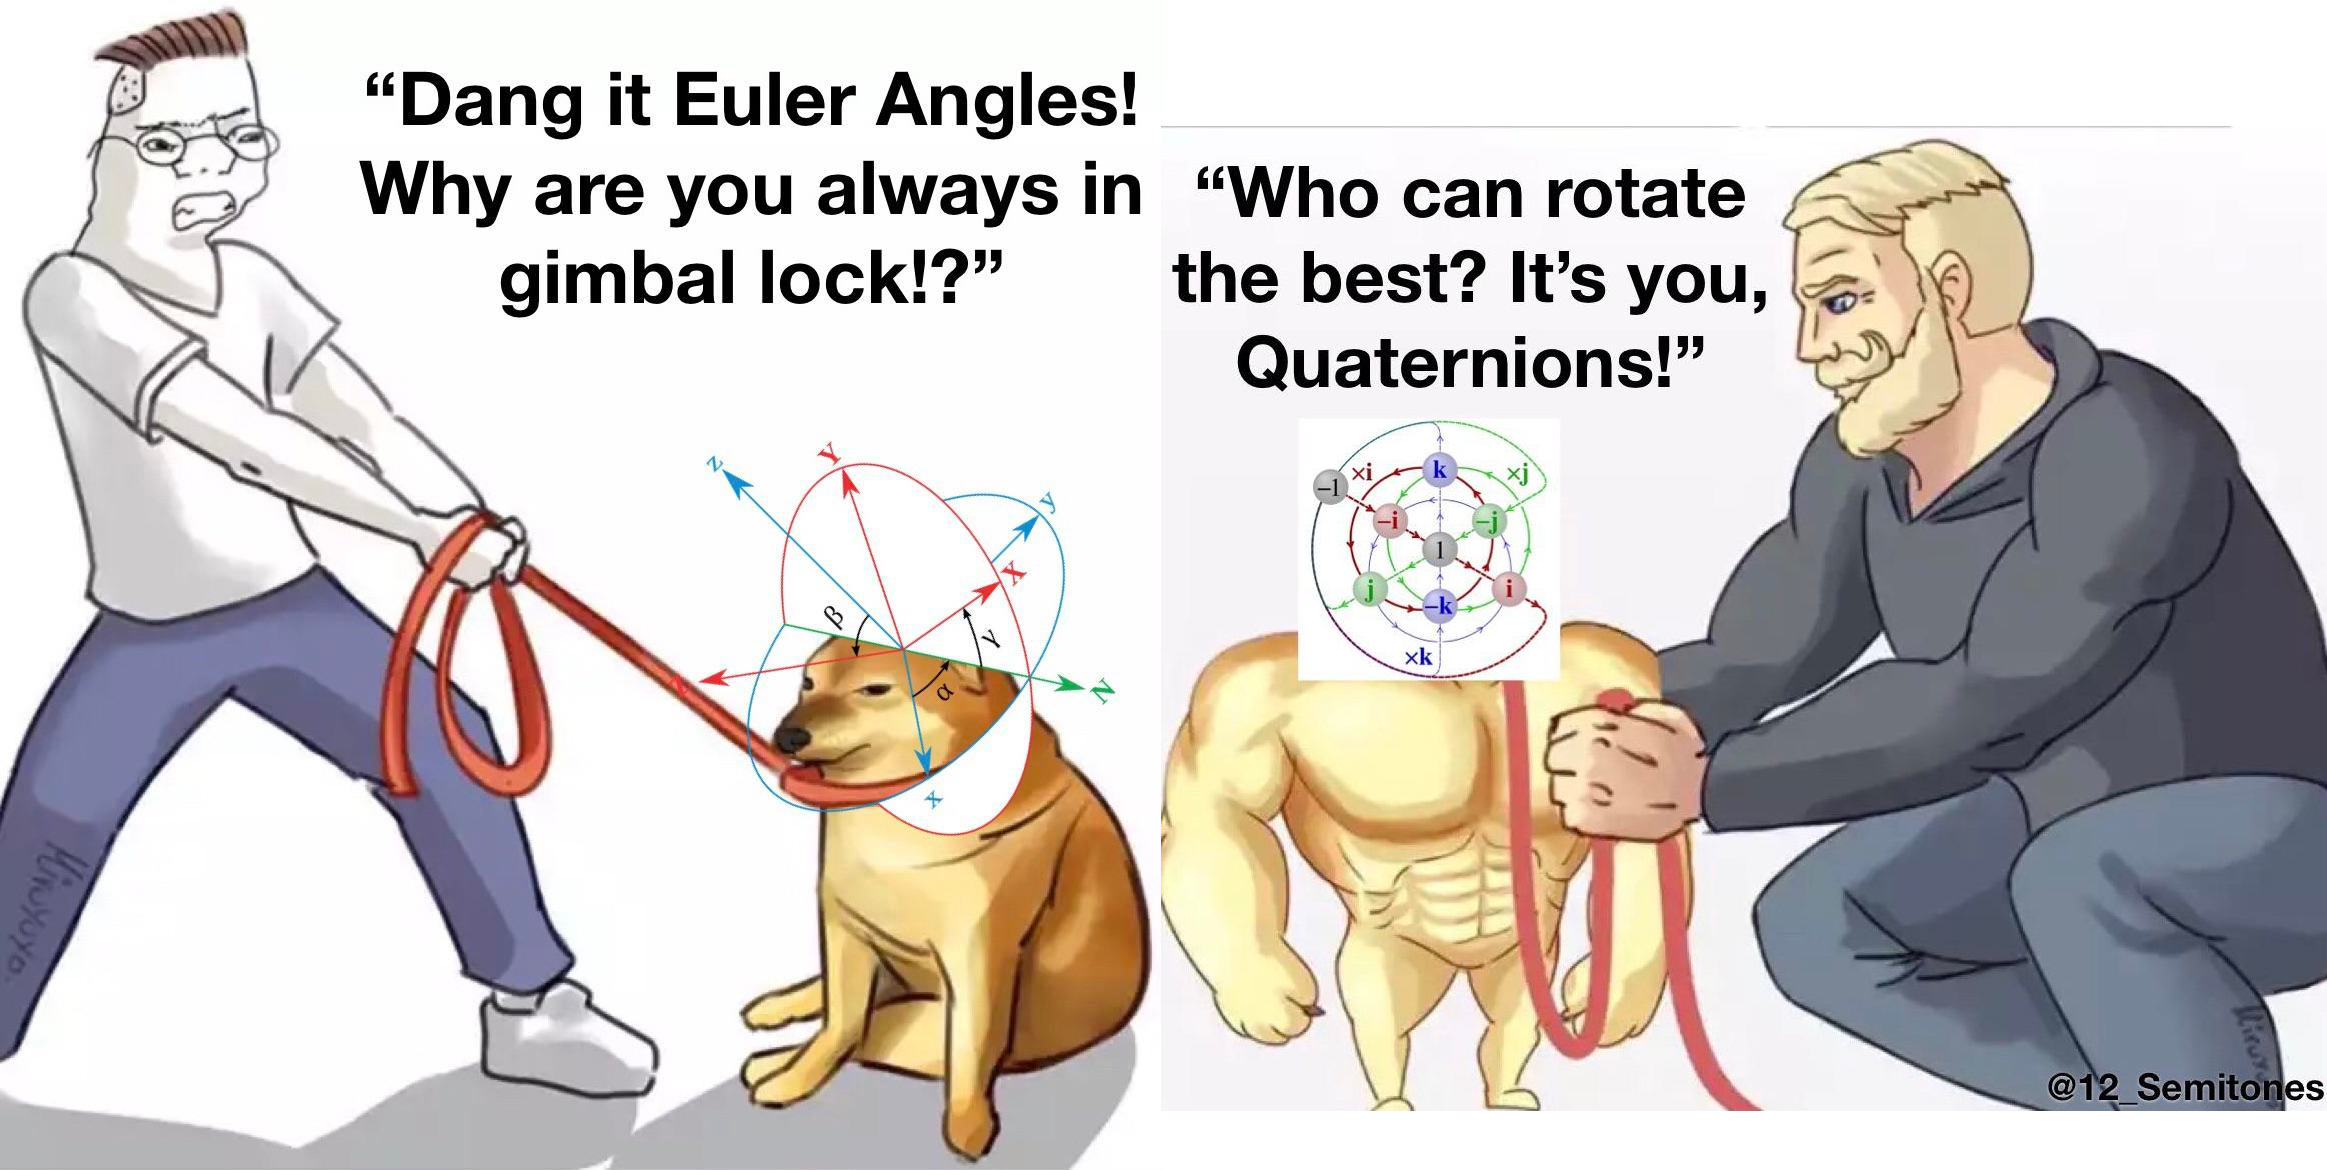 “Dang it Euler Angles!
Why are you always in
gimbal lock!?”
z
Y
y
X
β
γ
α
N
x
“Who can rotate
the best? It’s you,
Quaternions!”
×i
k
×j
−1
−i
−j
1
j
i
−k
×k
@12_Semitones